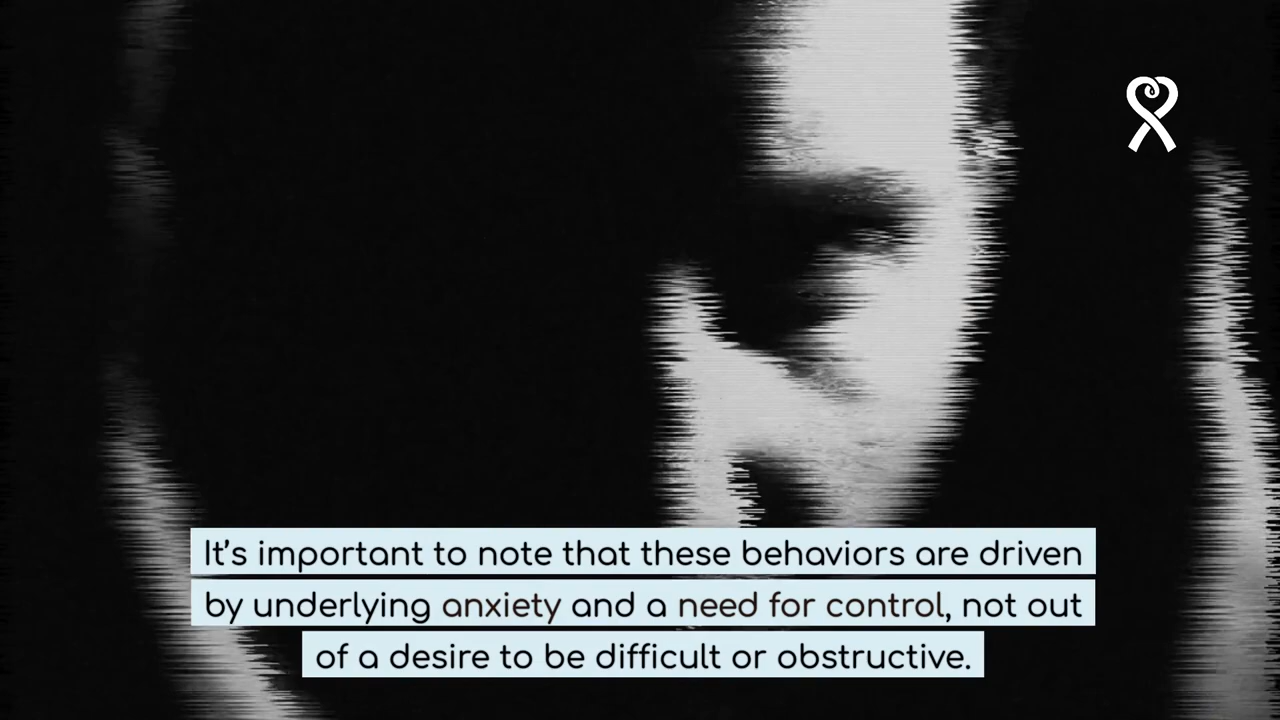 It's important to note that these behaviors are driven
by underlying anxiety and a need for control, not out
of a desire to be difficult or obstructive.